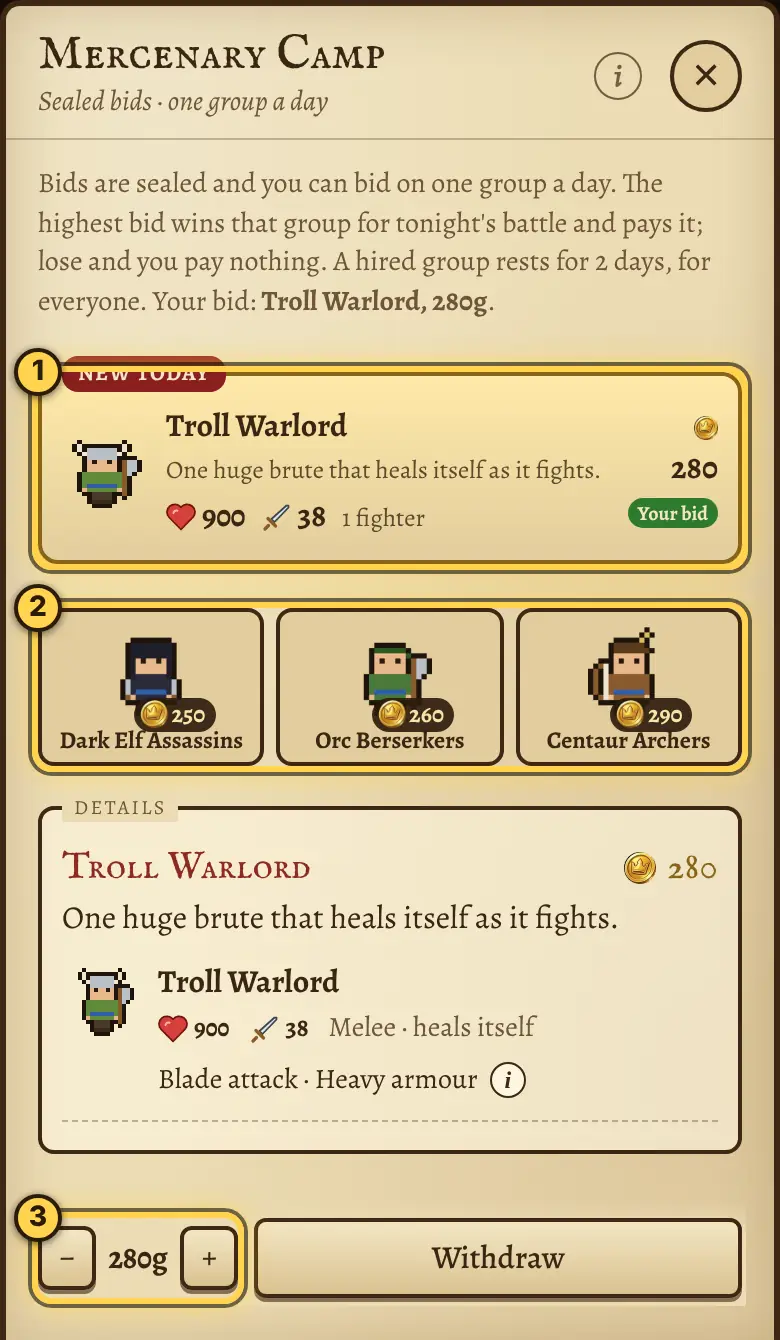 Mercenary Camp
Sealed bids · one group a day
i
×
Bids are sealed and you can bid on one group a day. The
highest bid wins that group for tonight's battle and pays it;
lose and you pay nothing. A hired group rests for 2 days, for
everyone. Your bid: Troll Warlord, 280g.
1
NEW TODAY
Troll Warlord
One huge brute that heals itself as it fights.
280
900 38 1 fighter
Your bid
2
250
Dark Elf Assassins
260
Orc Berserkers
290
Centaur Archers
DETAILS
Troll Warlord
280
One huge brute that heals itself as it fights.
Troll Warlord
900 38 Melee · heals itself
Blade attack · Heavy armour i
3
− 280g +
Withdraw